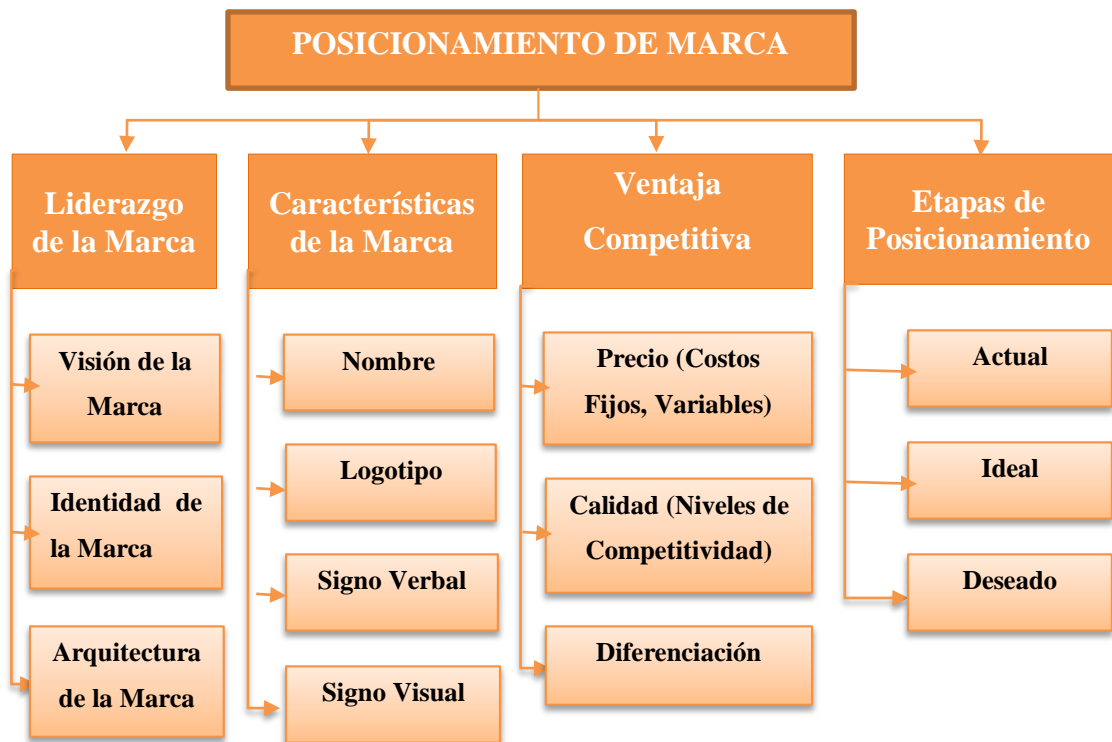 POSICIONAMIENTO DE MARCA
Liderazgo
de la Marca
Visión de la
Marca
Identidad de
la Marca
Arquitectura
de la Marca
Características
de la Marca
Nombre
Logotipo
Signo Verbal
Signo Visual
Ventaja
Competitiva
Precio (Costos
Fijos, Variables)
Calidad (Niveles de
Competitividad)
Diferenciación
Etapas de
Posicionamiento
Actual
Ideal
Deseado